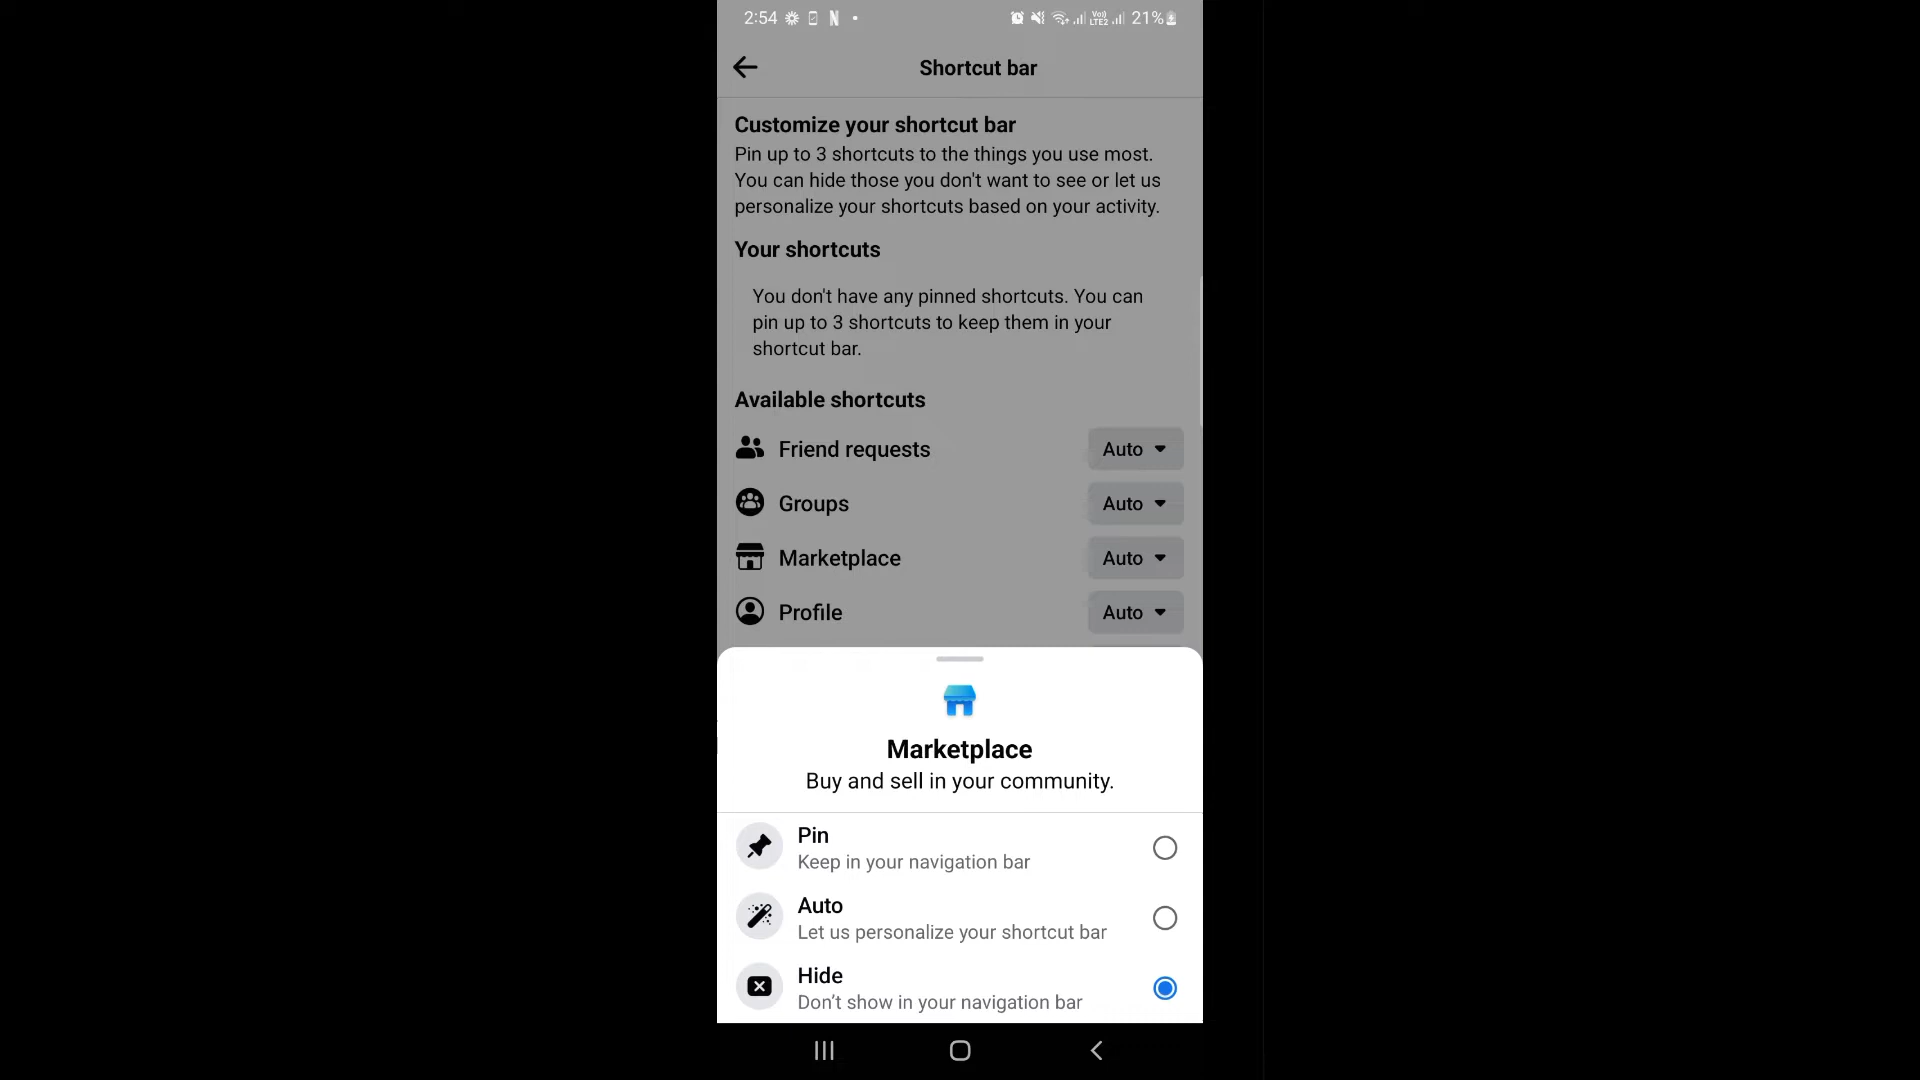 2:54 N Vo)) LTE2 21%
Shortcut bar
Customize your shortcut bar
Pin up to 3 shortcuts to the things you use most.
You can hide those you don't want to see or let us
personalize your shortcuts based on your activity.
Your shortcuts
You don't have any pinned shortcuts. You can
pin up to 3 shortcuts to keep them in your
shortcut bar.
Available shortcuts
Friend requests Auto
Groups Auto
Marketplace Auto
Profile Auto
Marketplace
Buy and sell in your community.
Pin
Keep in your navigation bar
Auto
Let us personalize your shortcut bar
Hide
Don’t show in your navigation bar